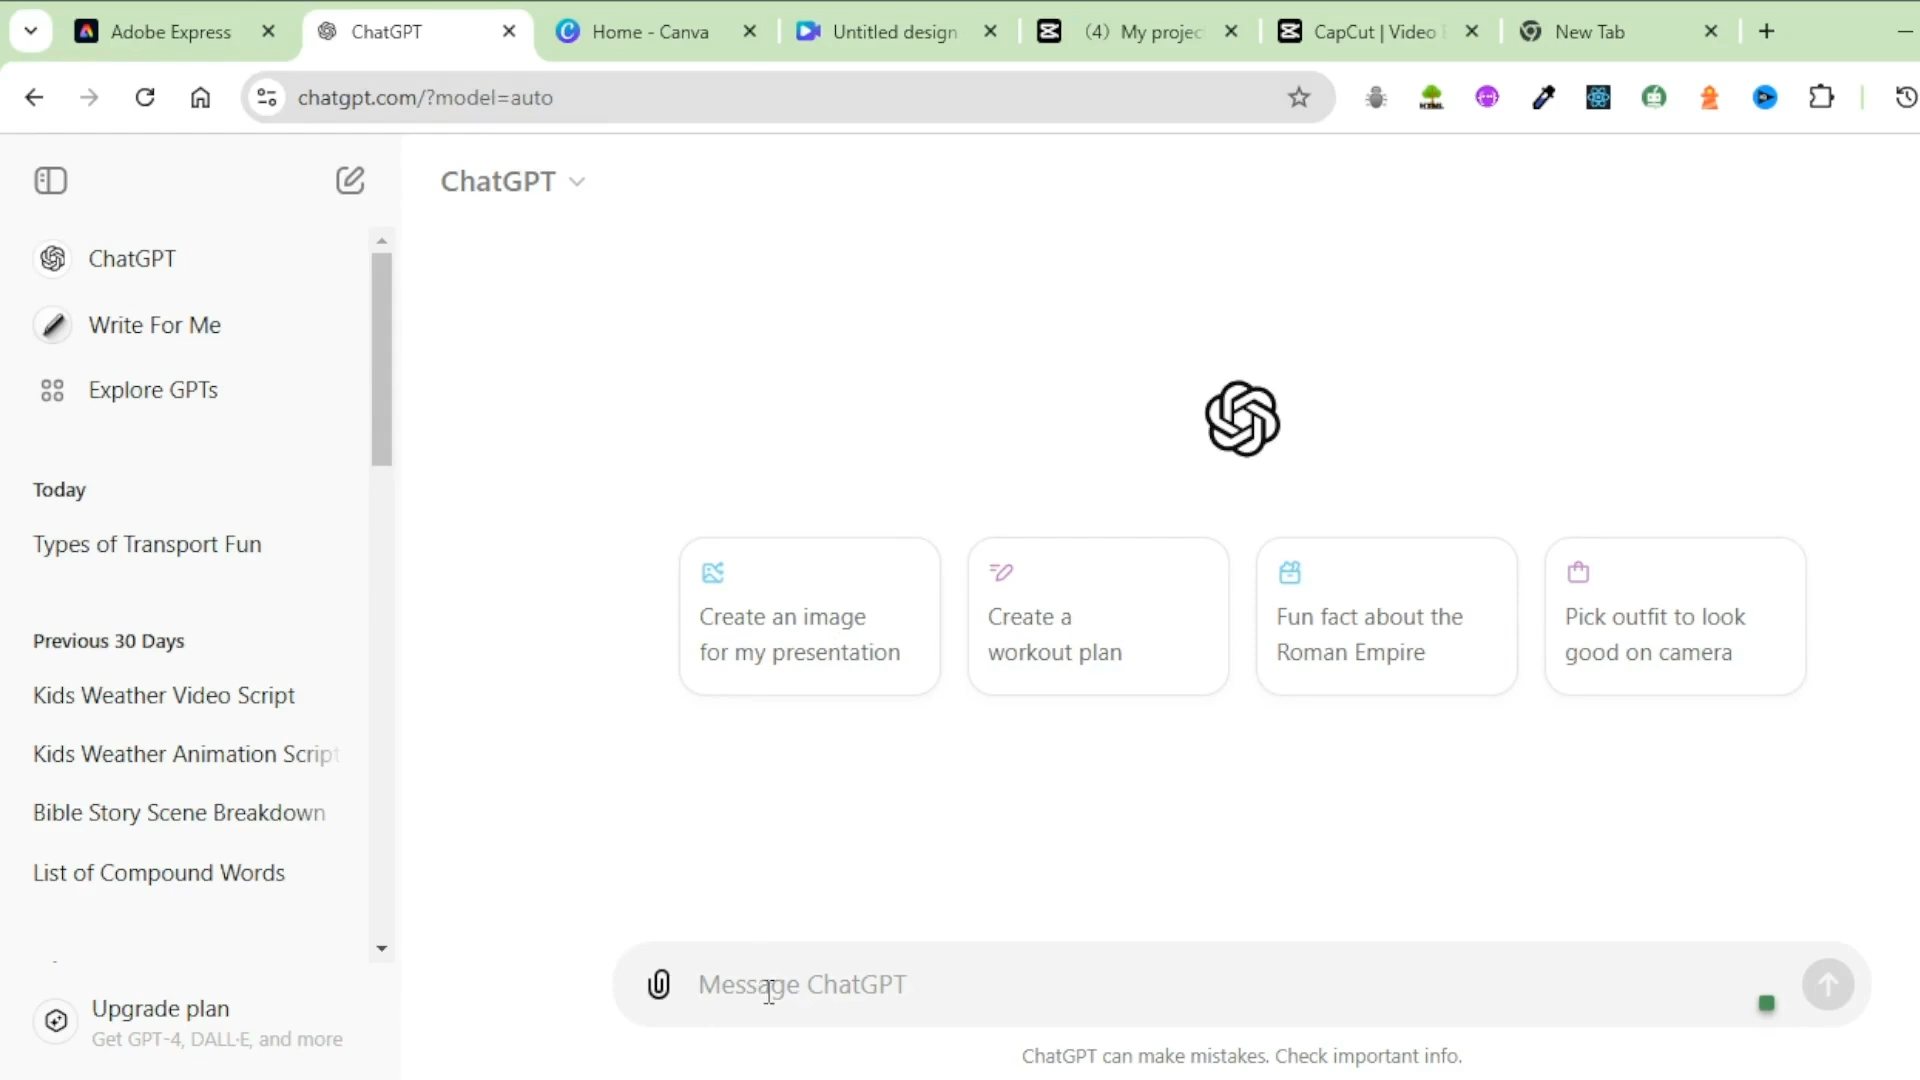 Adobe Express
ChatGPT
Home - Canva
Untitled design
(4) My projec
CapCut | Video
New Tab
chatgpt.com/?model=auto
ChatGPT
ChatGPT
Write For Me
Explore GPTs
Today
Types of Transport Fun
Previous 30 Days
Kids Weather Video Script
Kids Weather Animation Script
Bible Story Scene Breakdown
List of Compound Words
Upgrade plan
Get GPT-4, DALL·E, and more
Create an image
for my presentation
Create a
workout plan
Fun fact about the
Roman Empire
Pick outfit to look
good on camera
Message ChatGPT
ChatGPT can make mistakes. Check important info.